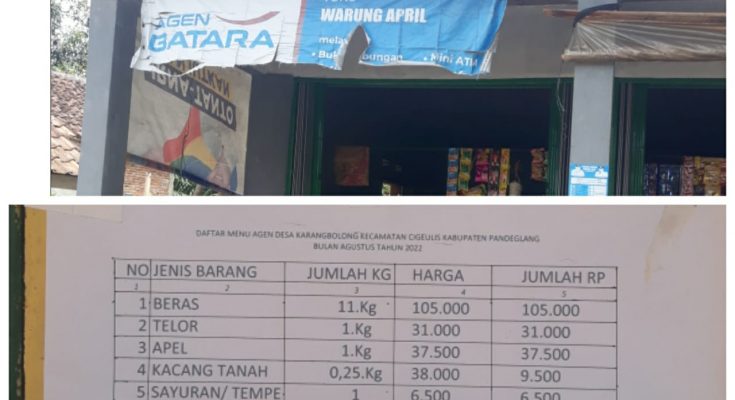 AGEN
GATARA
WARUNG APRIL
Mini ATM
IRNA-TANTO
DAFTAR MENU AGEN DESA KARANGBOLONG KECAMATAN CIGEULIS KABUPATEN PANDEGLANG
BULAN AGUSTUS TAHUN 2022
NO JENIS BARANG JUMLAH KG HARGA JUMLAH RP
1 2 3 4 5
1 BERAS 11.Kg 105.000 105.000
2 TELOR 1.Kg 31.000 31.000
3 APEL 1.Kg 37.500 37.500
4 KACANG TANAH 0,25.Kg 38.000 9.500
5 SAYURAN/ TEMPE 1 6.500 6.500